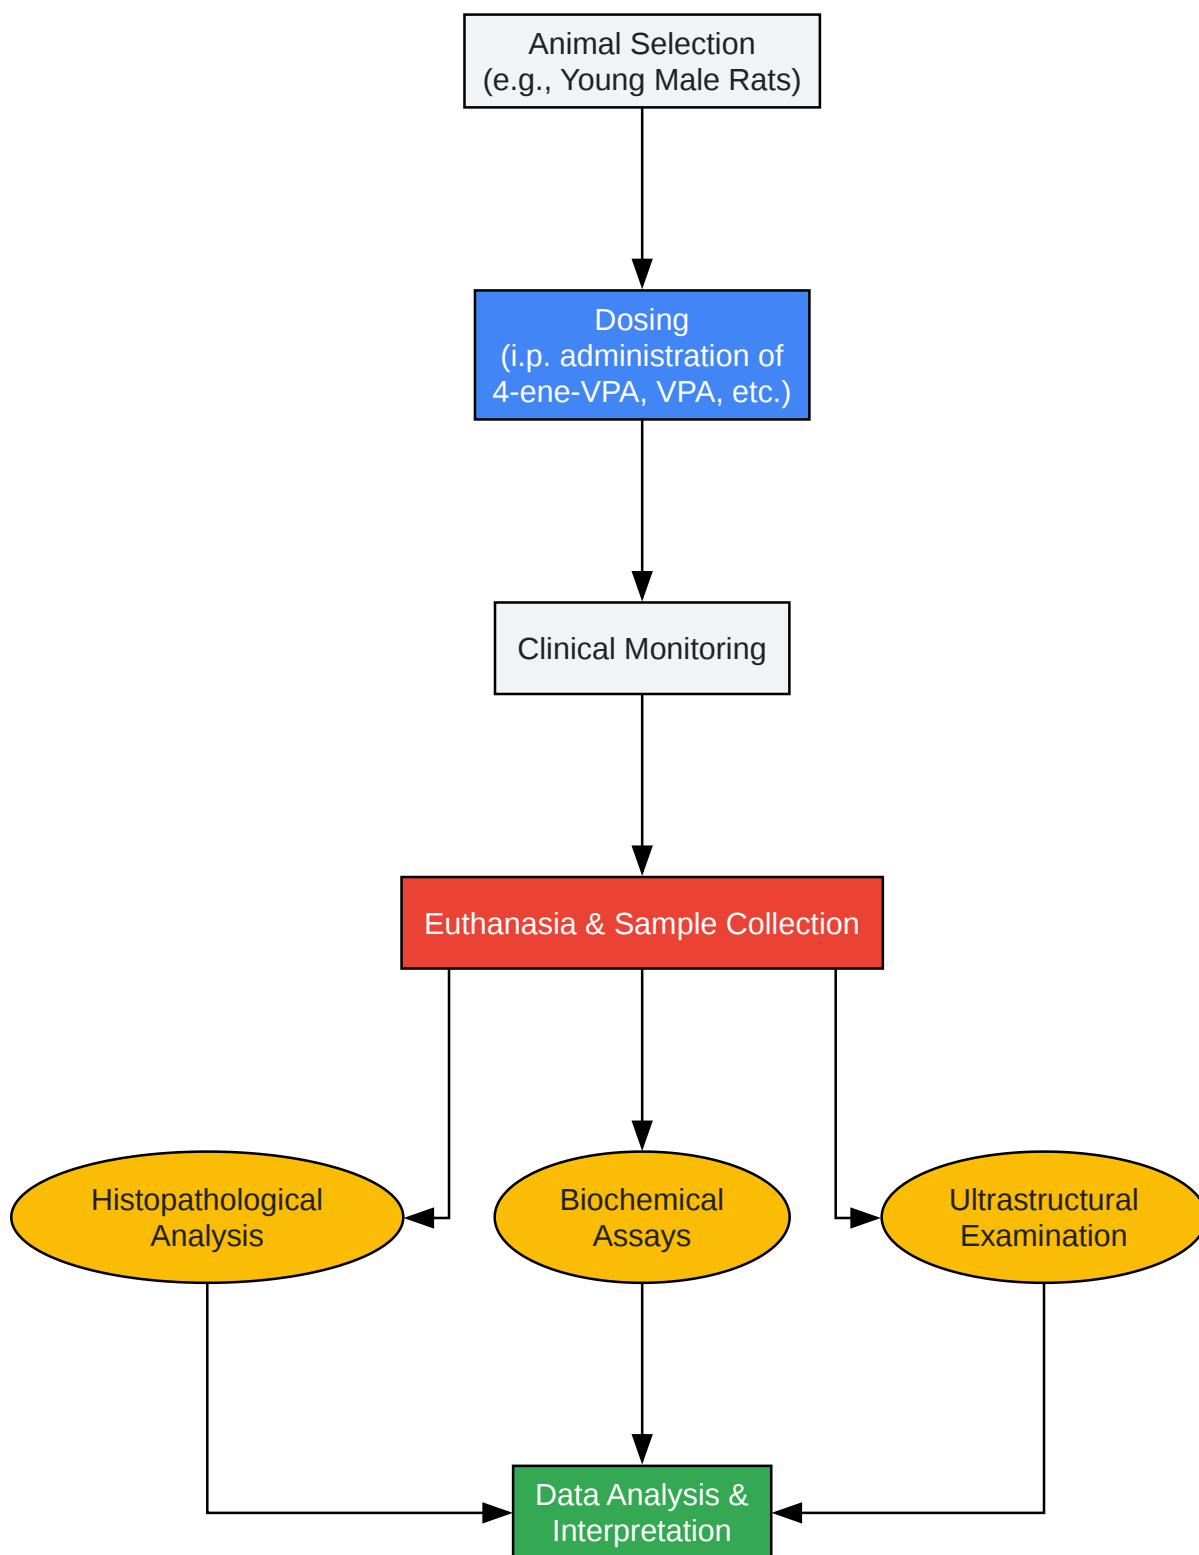 Animal Selection
(e.g., Young Male Rats)
Dosing
(i.p. administration of
4-ene-VPA, VPA, etc.)
Clinical Monitoring
Euthanasia & Sample Collection
Histopathological
Analysis
Biochemical
Assays
Ultrastructural
Examination
Data Analysis &
Interpretation